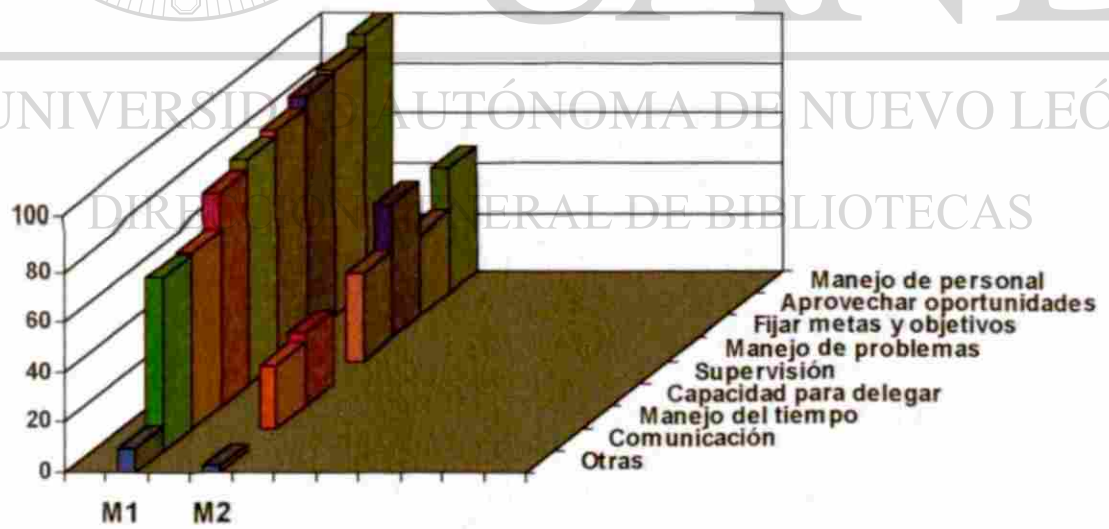 UNIVERSIDAD AUTÓNOMA DE NUEVO LEÓ
DIRECCIÓN GENERAL DE BIBLIOTECAS
100
80
60
40
20
0
M1 M2
Manejo de personal
Aprovechar oportunidades
Fijar metas y objetivos
Manejo de problemas
Supervisión
Capacidad para delegar
Manejo del tiempo
Comunicación
Otras